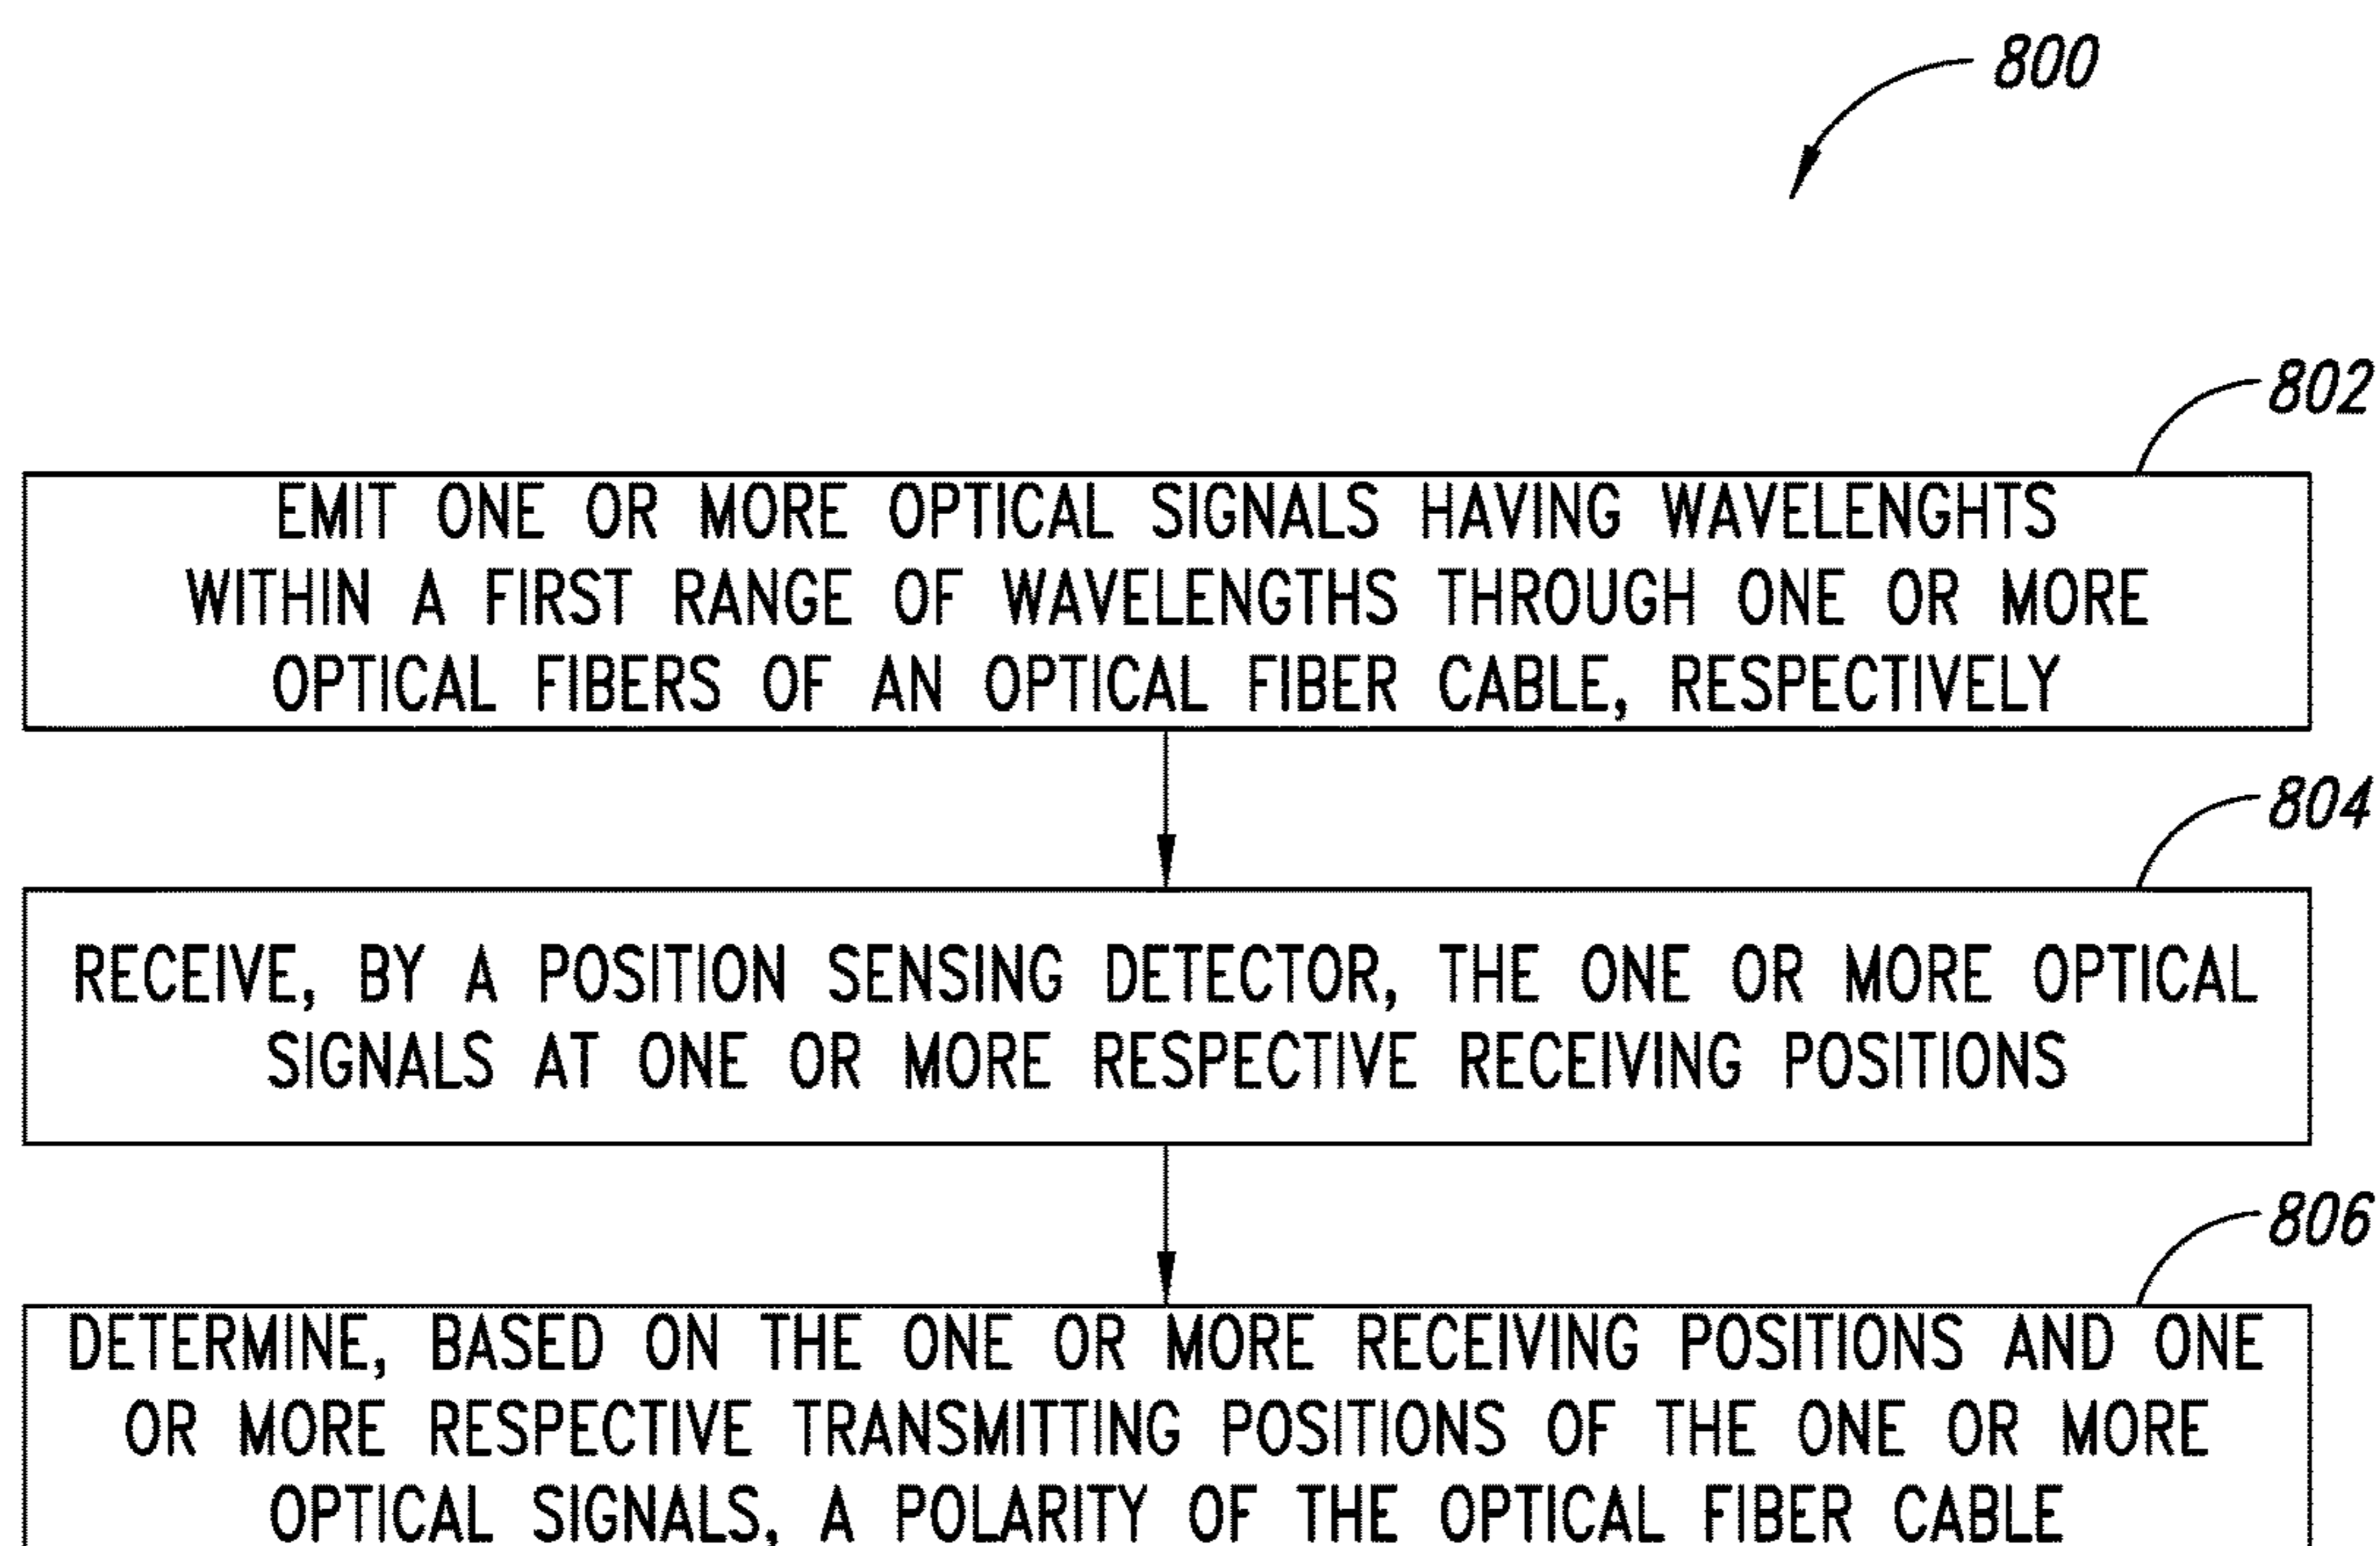 800
802
EMIT ONE OR MORE OPTICAL SIGNALS HAVING WAVELENGHTS
WITHIN A FIRST RANGE OF WAVELENGTHS THROUGH ONE OR MORE
OPTICAL FIBERS OF AN OPTICAL FIBER CABLE, RESPECTIVELY
804
RECEIVE, BY A POSITION SENSING DETECTOR, THE ONE OR MORE OPTICAL
SIGNALS AT ONE OR MORE RESPECTIVE RECEIVING POSITIONS
806
DETERMINE, BASED ON THE ONE OR MORE RECEIVING POSITIONS AND ONE
OR MORE RESPECTIVE TRANSMITTING POSITIONS OF THE ONE OR MORE
OPTICAL SIGNALS, A POLARITY OF THE OPTICAL FIBER CABLE